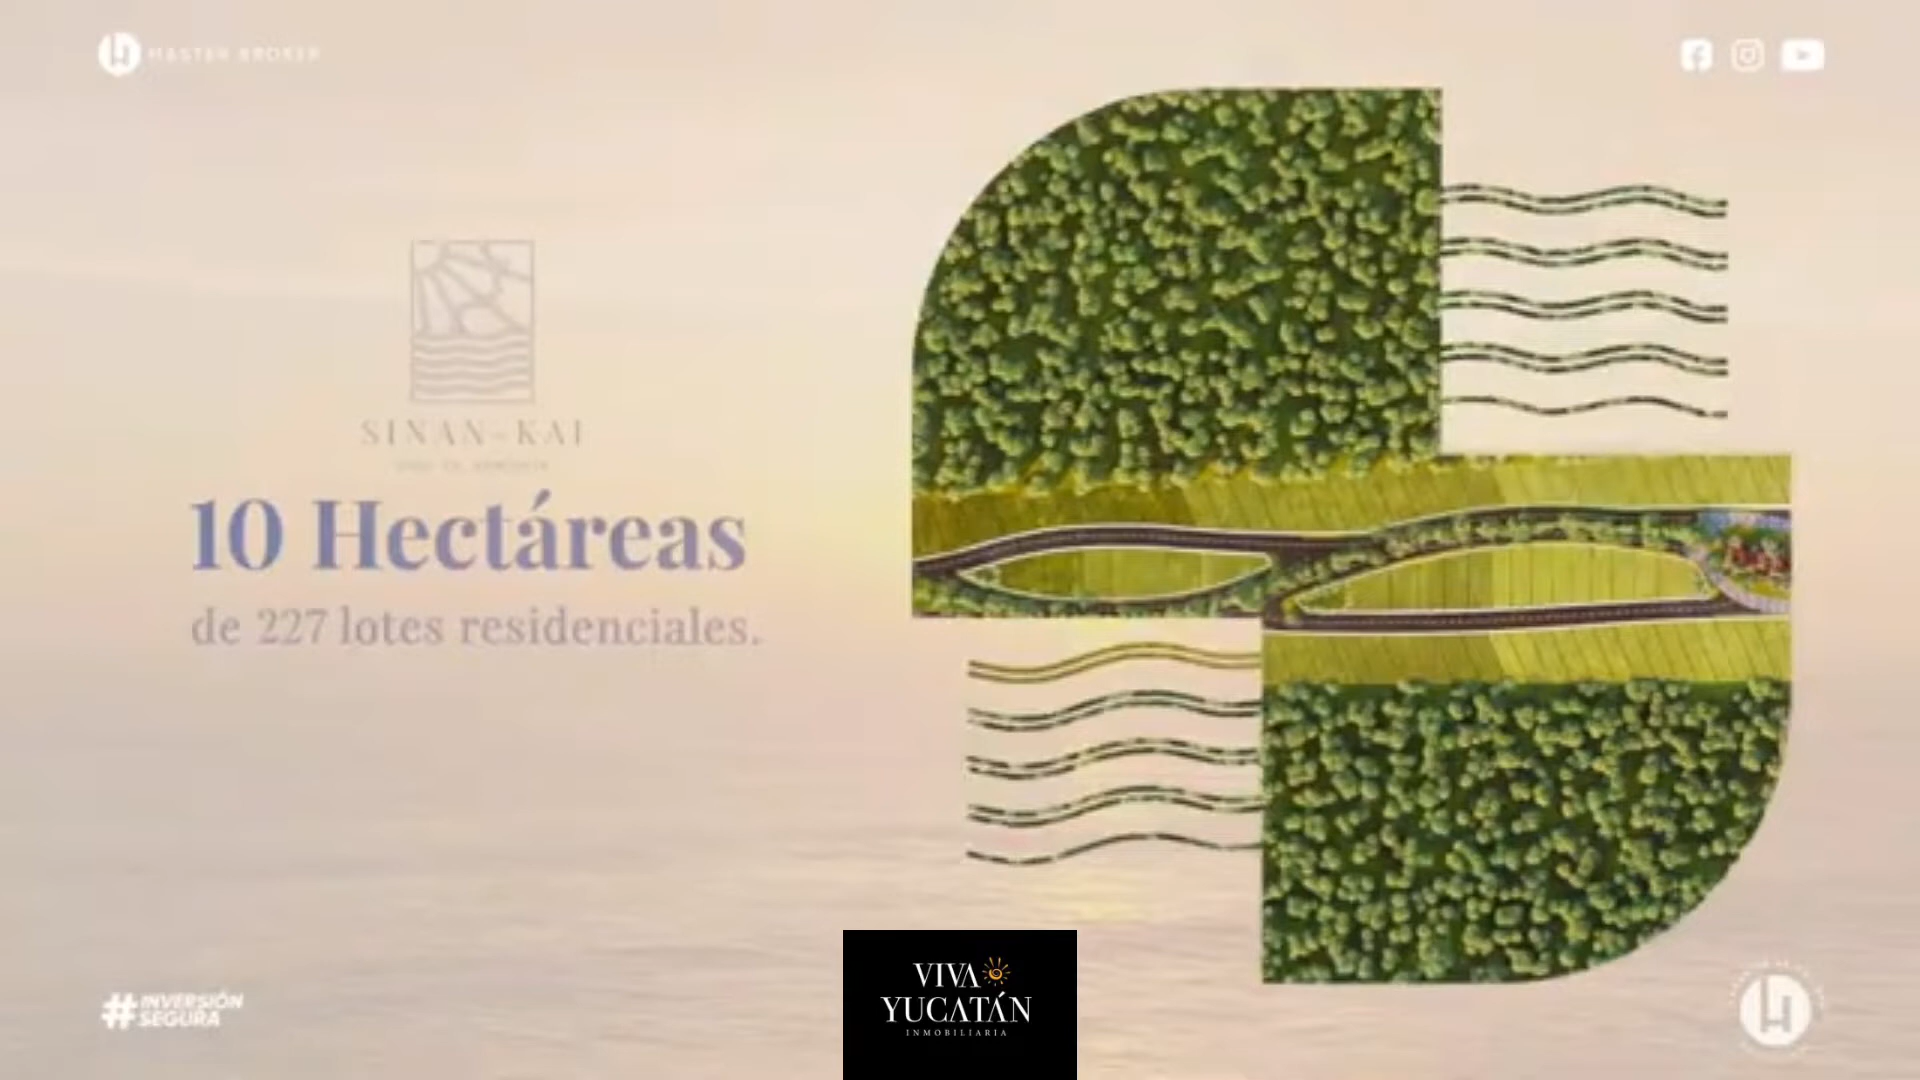 MASTER BROKER
SINAN-KAI
10 Hectáreas
de 227 lotes residenciales.
#INVERSIÓN
SEGURA
VIVA
YUCATÁN
INMOBILIARIA